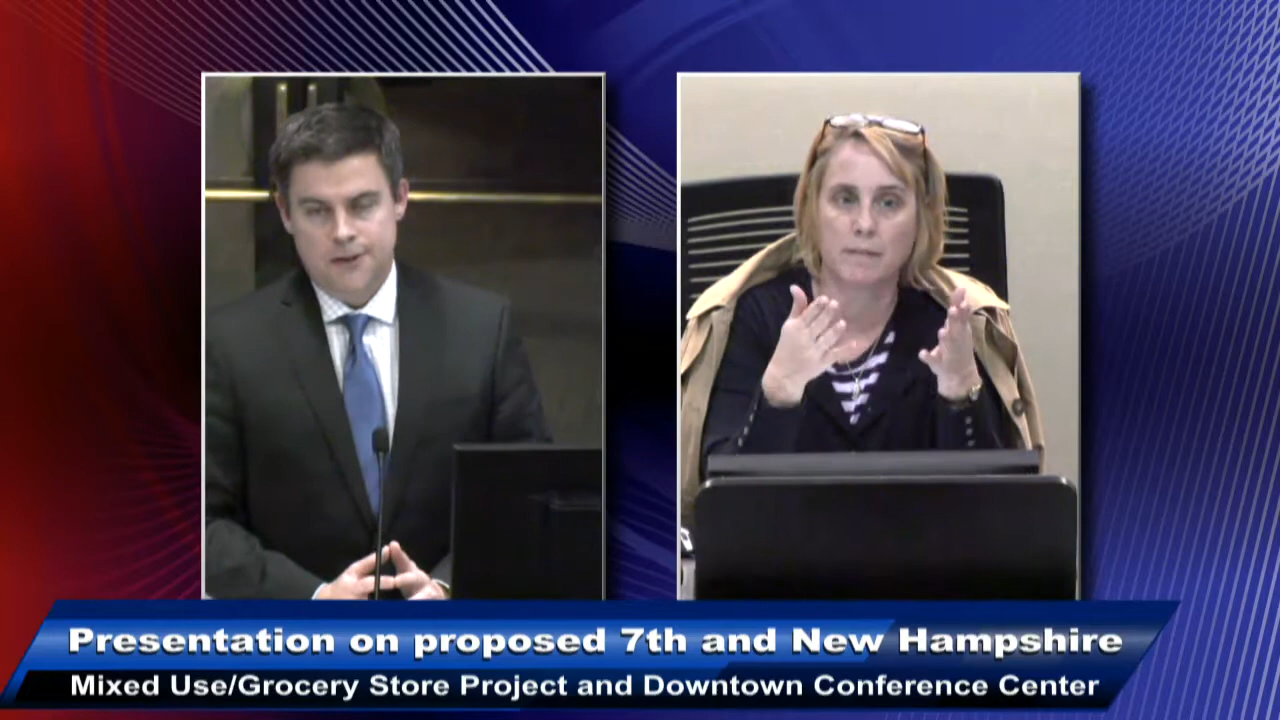 Presentation on proposed 7th and New Hampshire
Mixed Use/Grocery Store Project and Downtown Conference Center